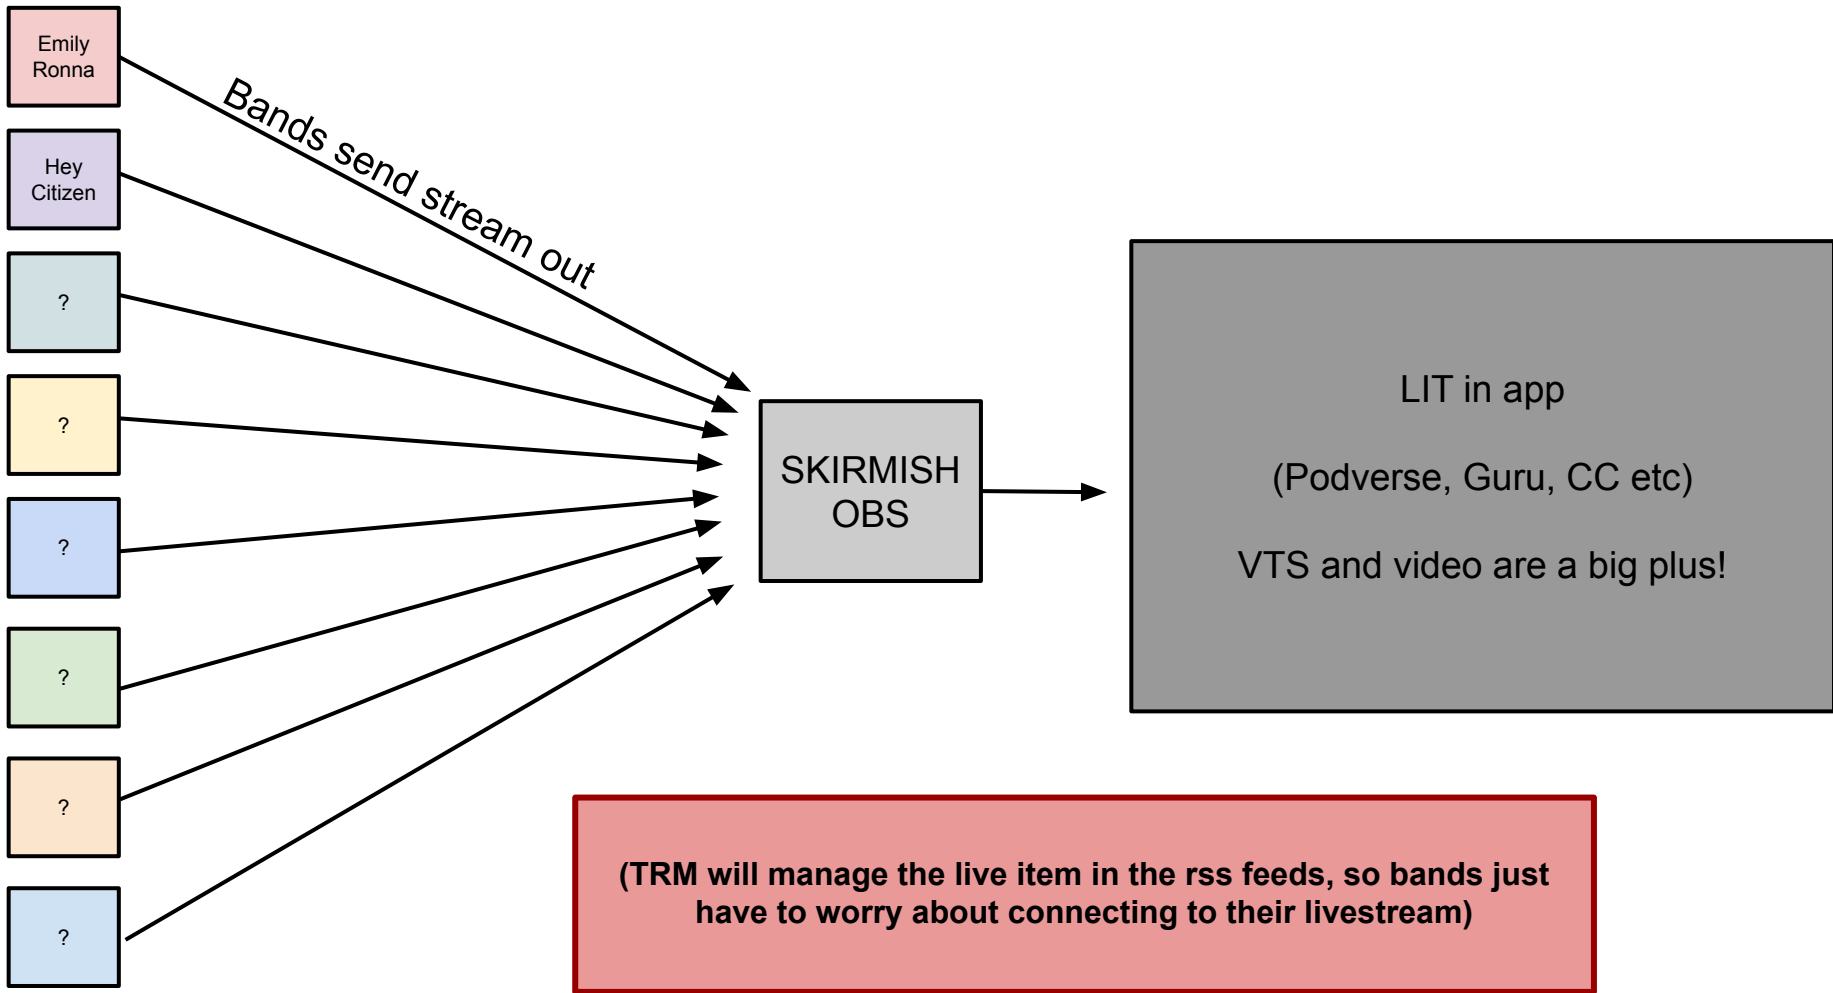 Emily
Ronna
Bands send stream out
Hey
Citizen
?
?
?
?
?
?
SKIRMISH
OBS
LIT in app
(Podverse, Guru, CC etc)
VTS and video are a big plus!
(TRM will manage the live item in the rss feeds, so bands just
have to worry about connecting to their livestream)